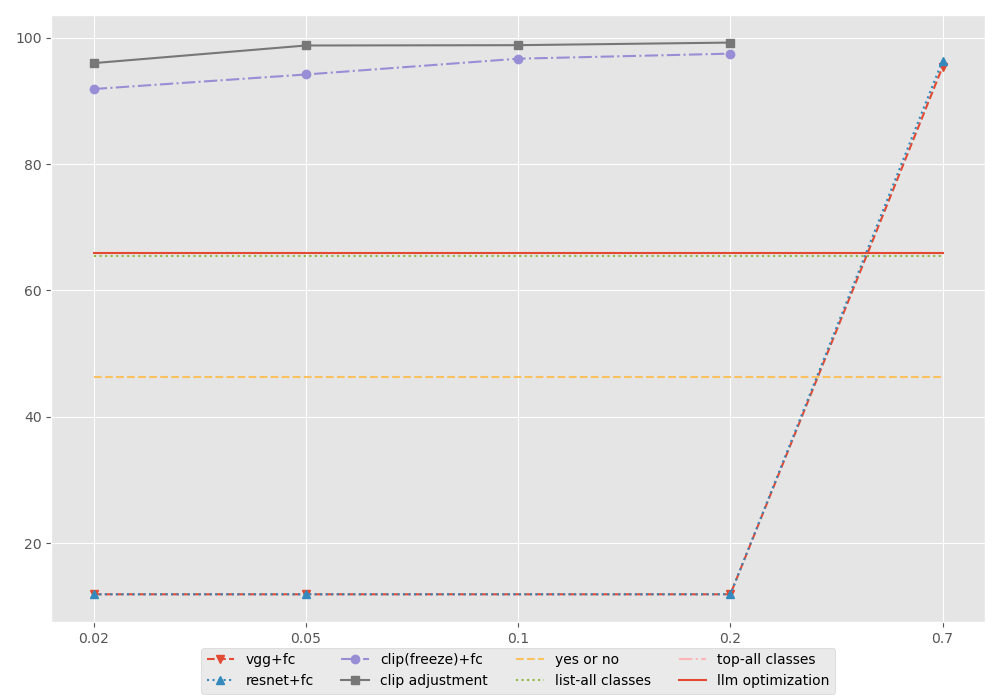 100
80
60
40
20
0.02 0.05 0.1 0.2 0.7
vgg+fc clip(freeze)+fc yes or no top-all classes
resnet+fc clip adjustment list-all classes llm optimization